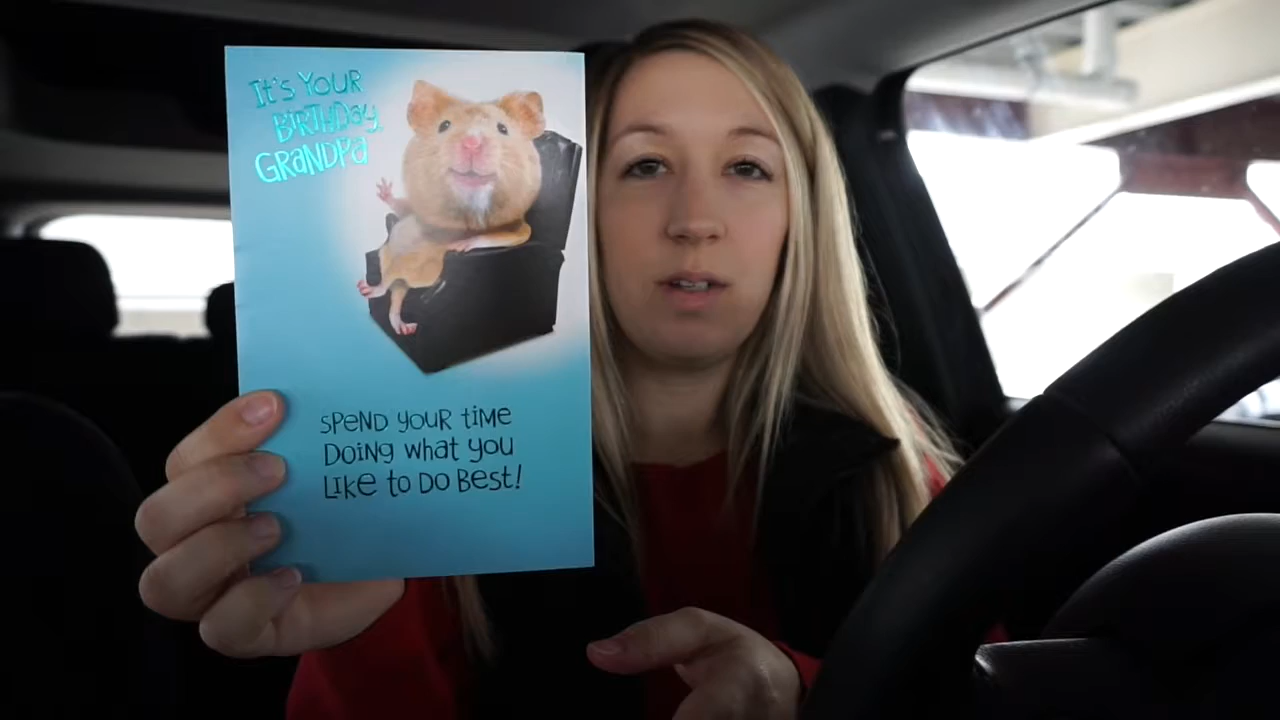 It's Your
Birthday,
Grandpa
Spend your time
Doing what you
Like to do best!